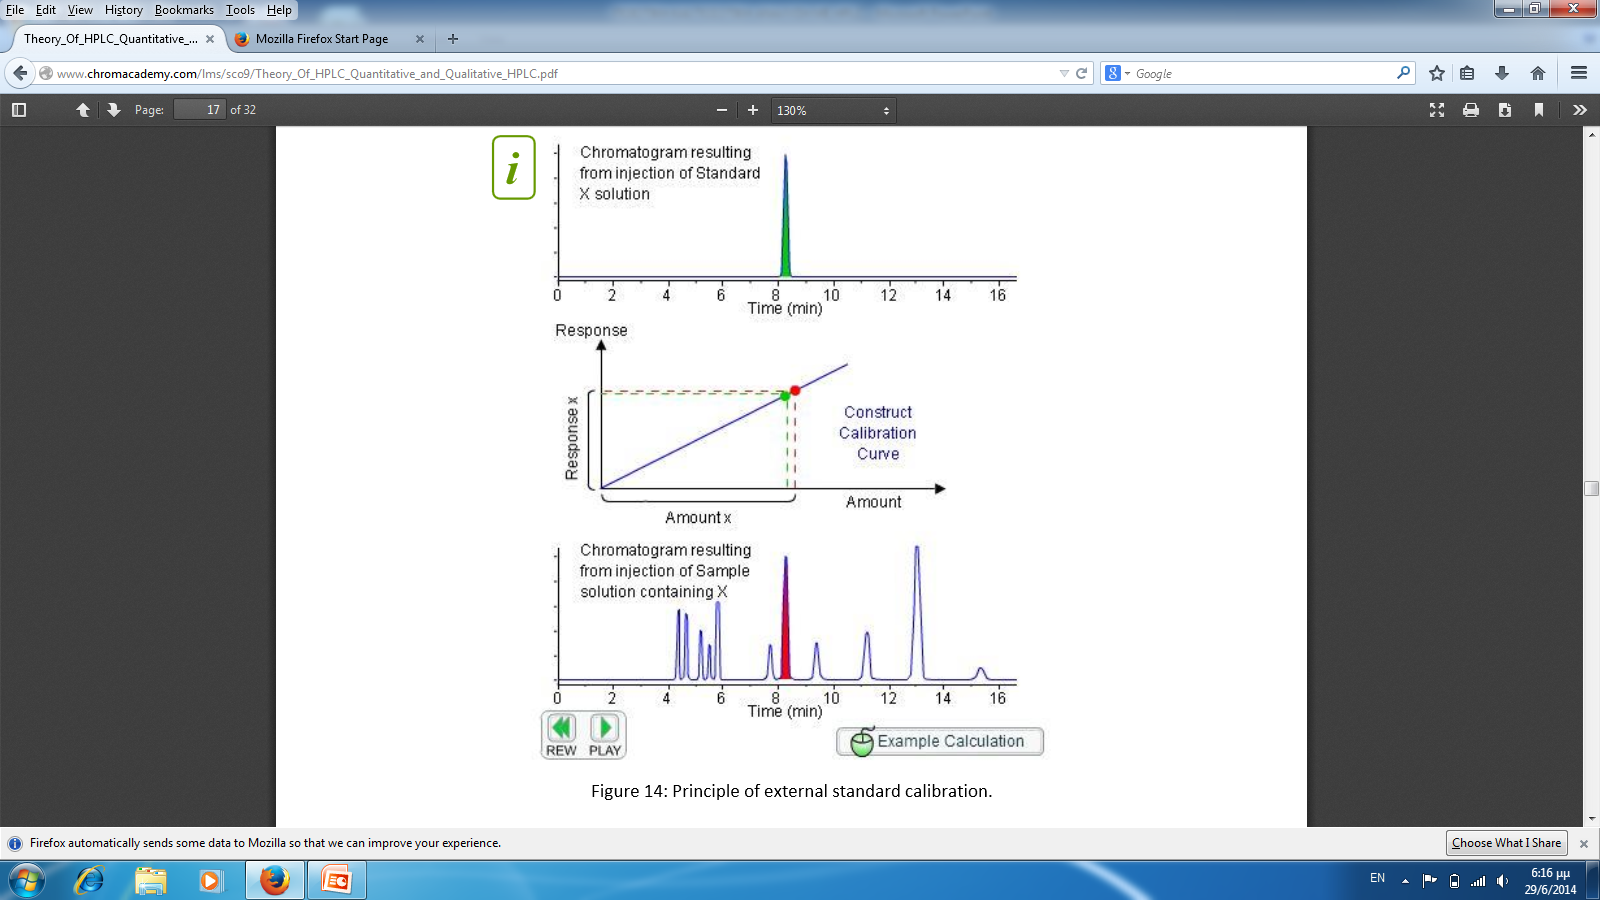 File Edit View History Bookmarks Tools Help
Theory_Of_HPLC_Quantitative_... × Mozilla Firefox Start Page × +
www.chromacademy.com/lms/sco9/Theory_Of_HPLC_Quantitative_and_Qualitative_HPLC.pdf
8 Google
Page: 17 of 32
130%
i
Chromatogram resulting
from injection of Standard
X solution
0 2 4 6 8 10 12 14 16
Time (min)
Response
Response x
Construct
Calibration
Curve
Amount
Amount x
Chromatogram resulting
from injection of Sample
solution containing X
0 2 4 6 8 10 12 14 16
Time (min)
REW PLAY
Example Calculation
Figure 14: Principle of external standard calibration.
Firefox automatically sends some data to Mozilla so that we can improve your experience.
Choose What I Share ×
EN
6:16 μμ
29/6/2014